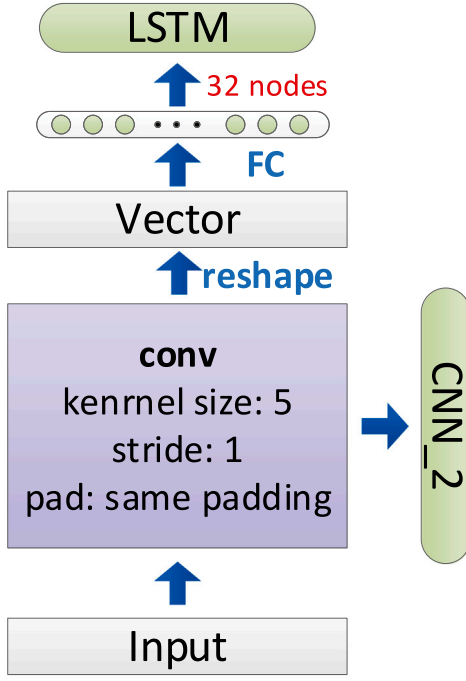 LSTM
32 nodes
FC
Vector
reshape
conv
kenrnel size: 5
stride: 1
pad: same padding
CNN_2
Input